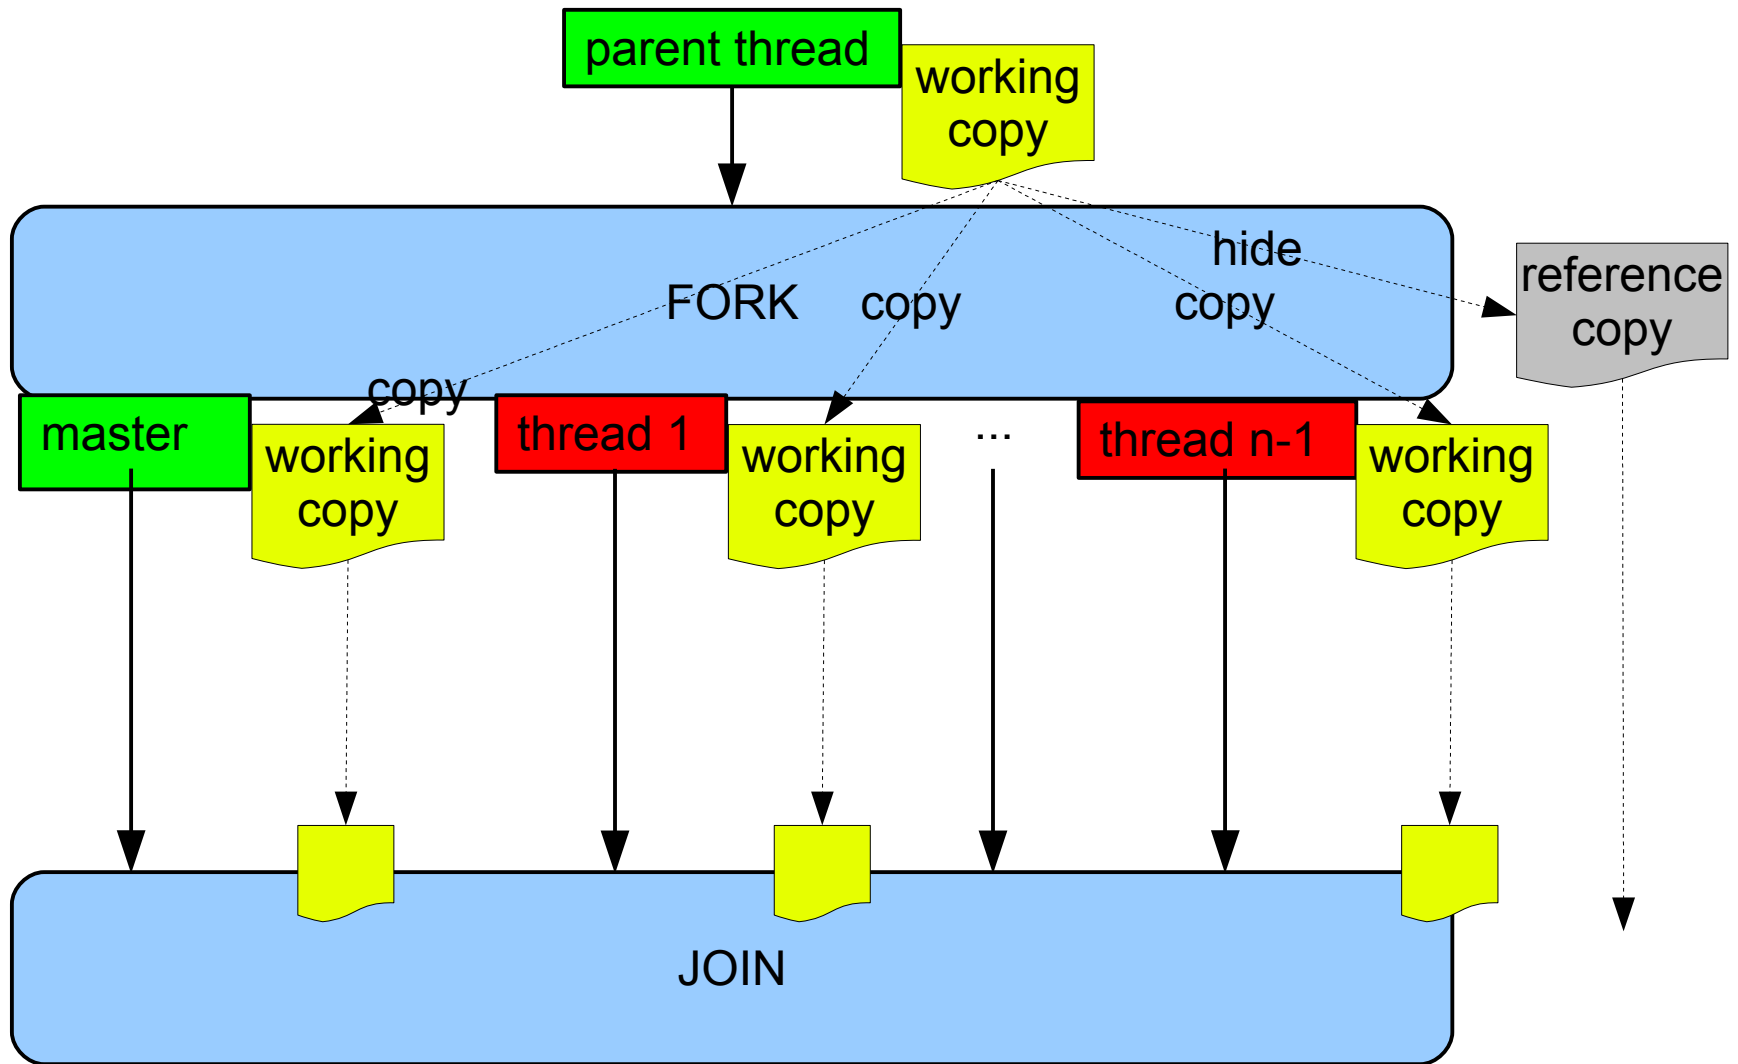 parent thread
working
copy
hide
reference
copy
FORK
copy
copy
copy
master
working
copy
thread 1
working
copy
...
thread n-1
working
copy
JOIN